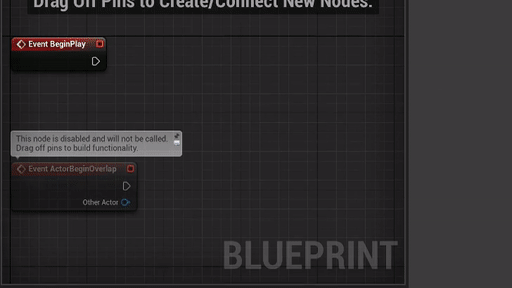 Drag Off Pins to Create/Connect New Nodes.
Event BeginPlay
This node is disabled and will not be called.
Drag off pins to build functionality.
Event ActorBeginOverlap
Other Actor
BLUEPRINT